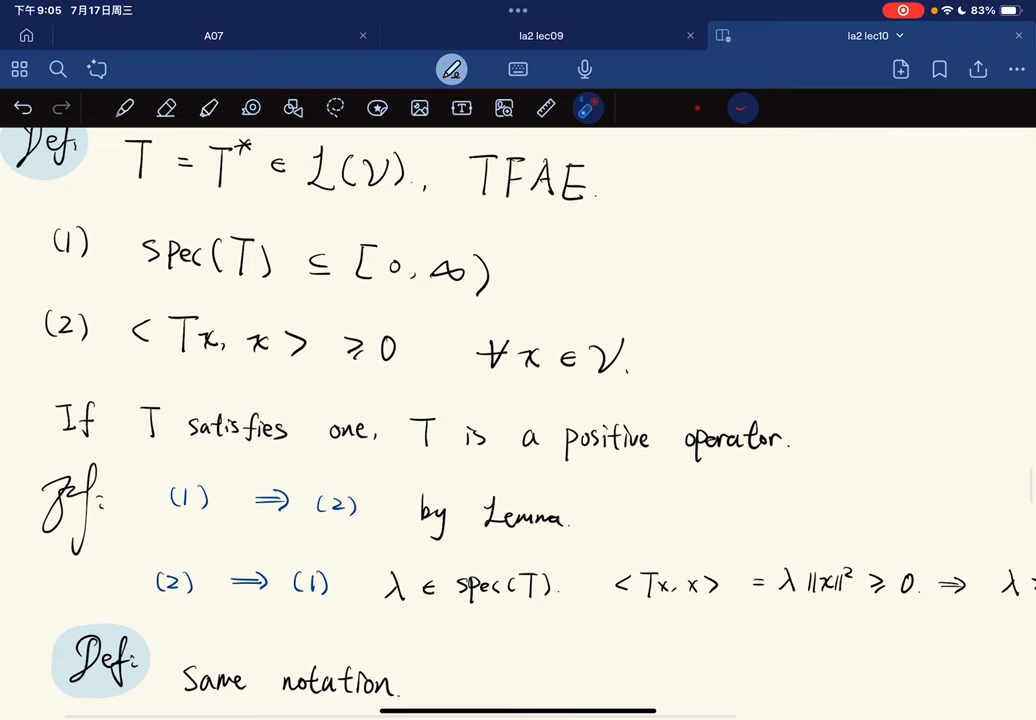 下午9:05 7月17日周三
83%
A07
la2 lec09
la2 lec10
Def: T = T* ∈ L(V)., TFAE.
(1) spec(T) ⊆ [0, ∞)
(2) <Tx, x> ≥ 0 ∀x ∈ V.
If T satisfies one, T is a positive operator.
Pf: (1) ⟹ (2) by Lemma.
(2) ⟹ (1) λ ∈ spec(T). <Tx, x> = λ||x||² ≥ 0. ⟹ λ ≥
Def: Same notation.